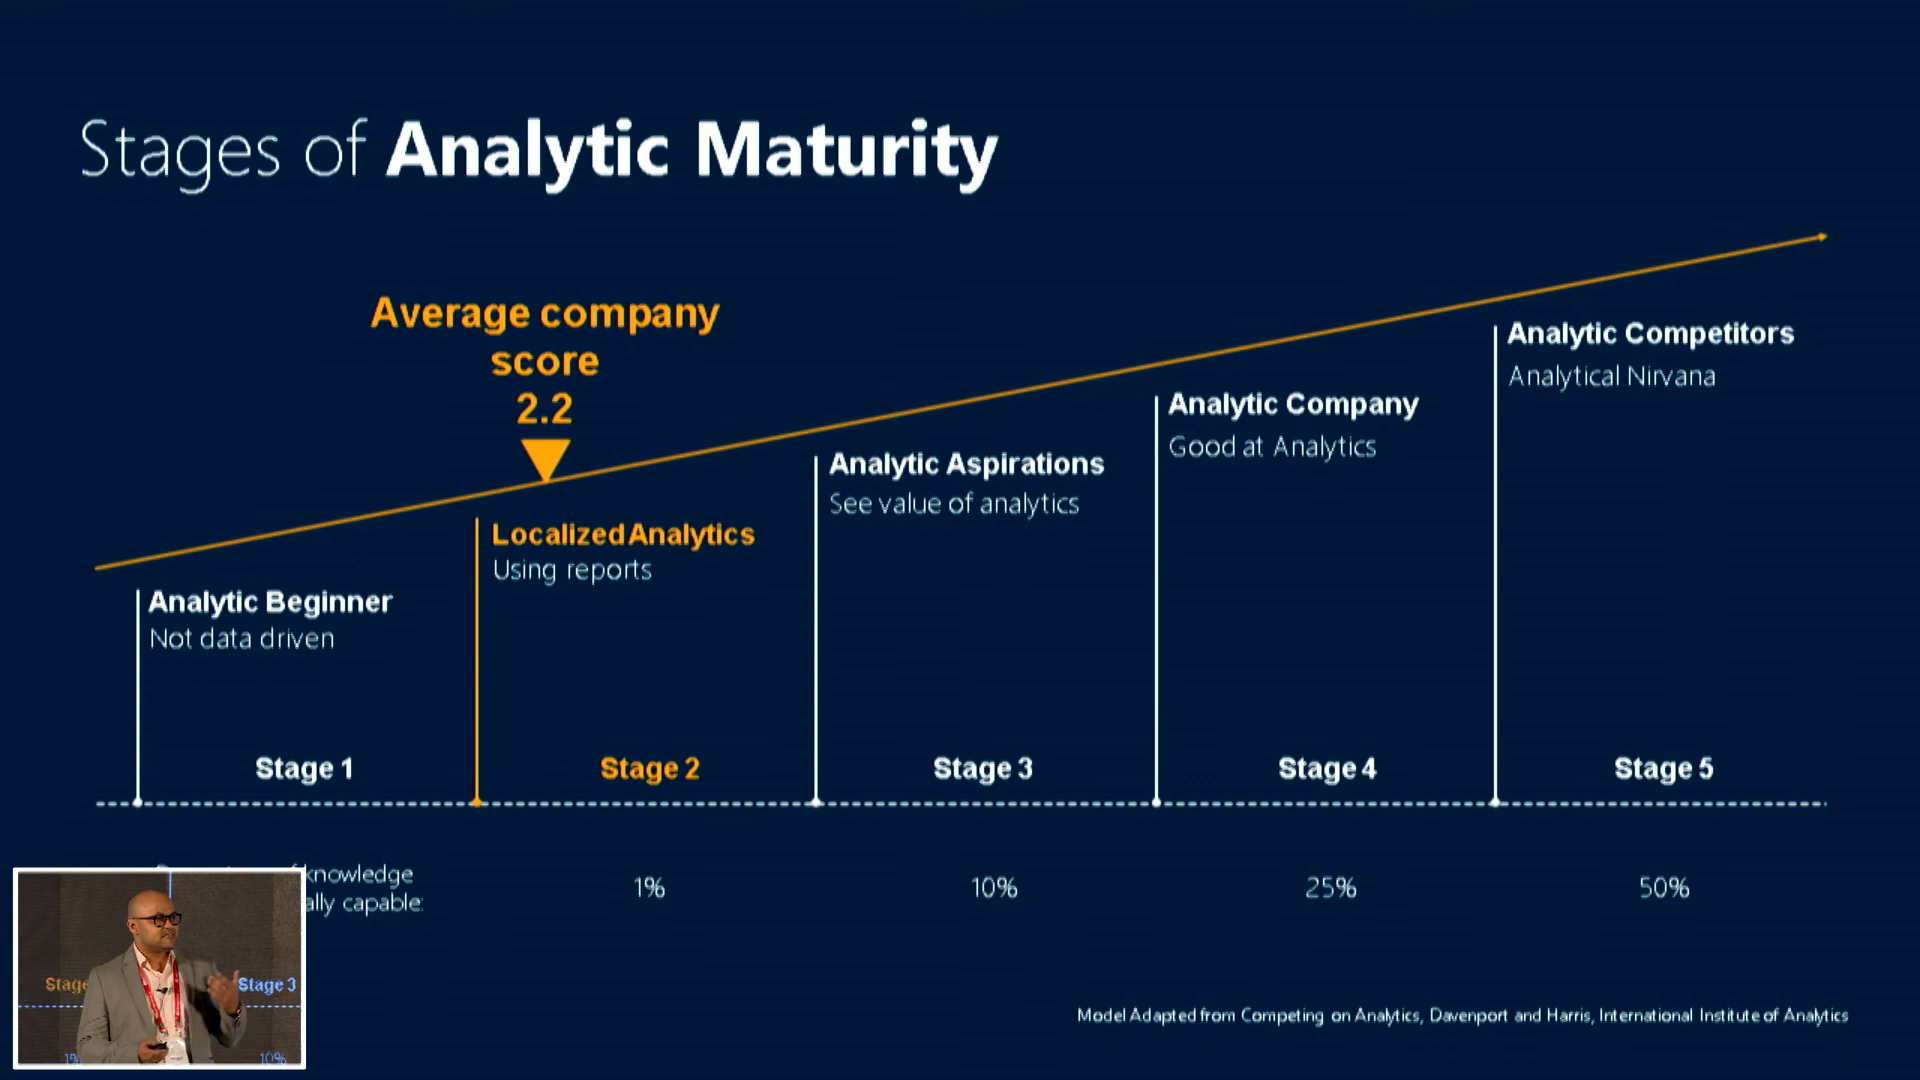 Stages of Analytic Maturity
Average company
score
2.2
Analytic Competitors
Analytical Nirvana
Analytic Company
Good at Analytics
Analytic Aspirations
See value of analytics
Localized Analytics
Using reports
Analytic Beginner
Not data driven
Stage 1 Stage 2 Stage 3 Stage 4 Stage 5
knowledge
ally capable:
1% 10% 25% 50%
Stage 3
10%
Model Adapted from Competing on Analytics, Davenport and Harris, International Institute of Analytics